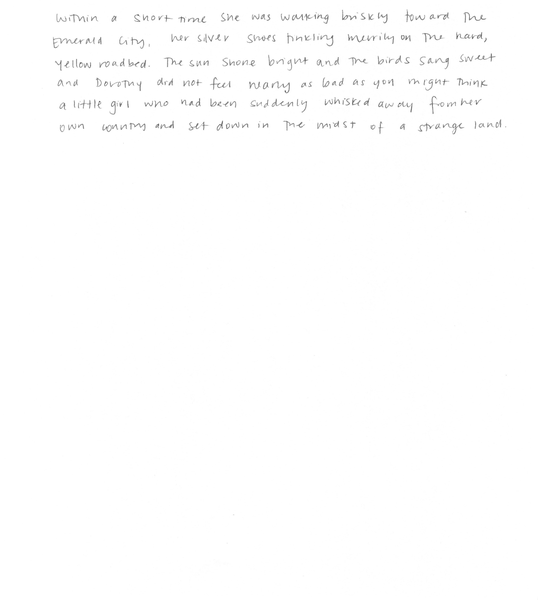 within a short time she was walking briskly toward The
Emerald City, her silver shoes tinkling merrily on The hard,
yellow roadbed. The sun shone bright and The birds sang sweet
and Dorothy did not feel nearly as bad as you might Think
a little girl who had been suddenly whisked away from her
own country and set down in The midst of a strange land.